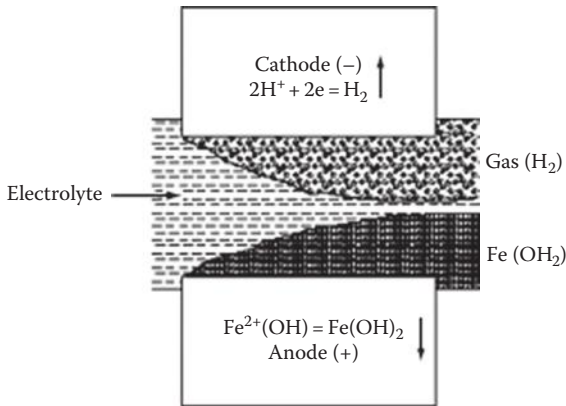 Cathode (–)
2H⁺ + 2e = H₂
Gas (H₂)
Electrolyte
Fe (OH₂)
Fe²⁺(OH) = Fe(OH)₂
Anode (+)